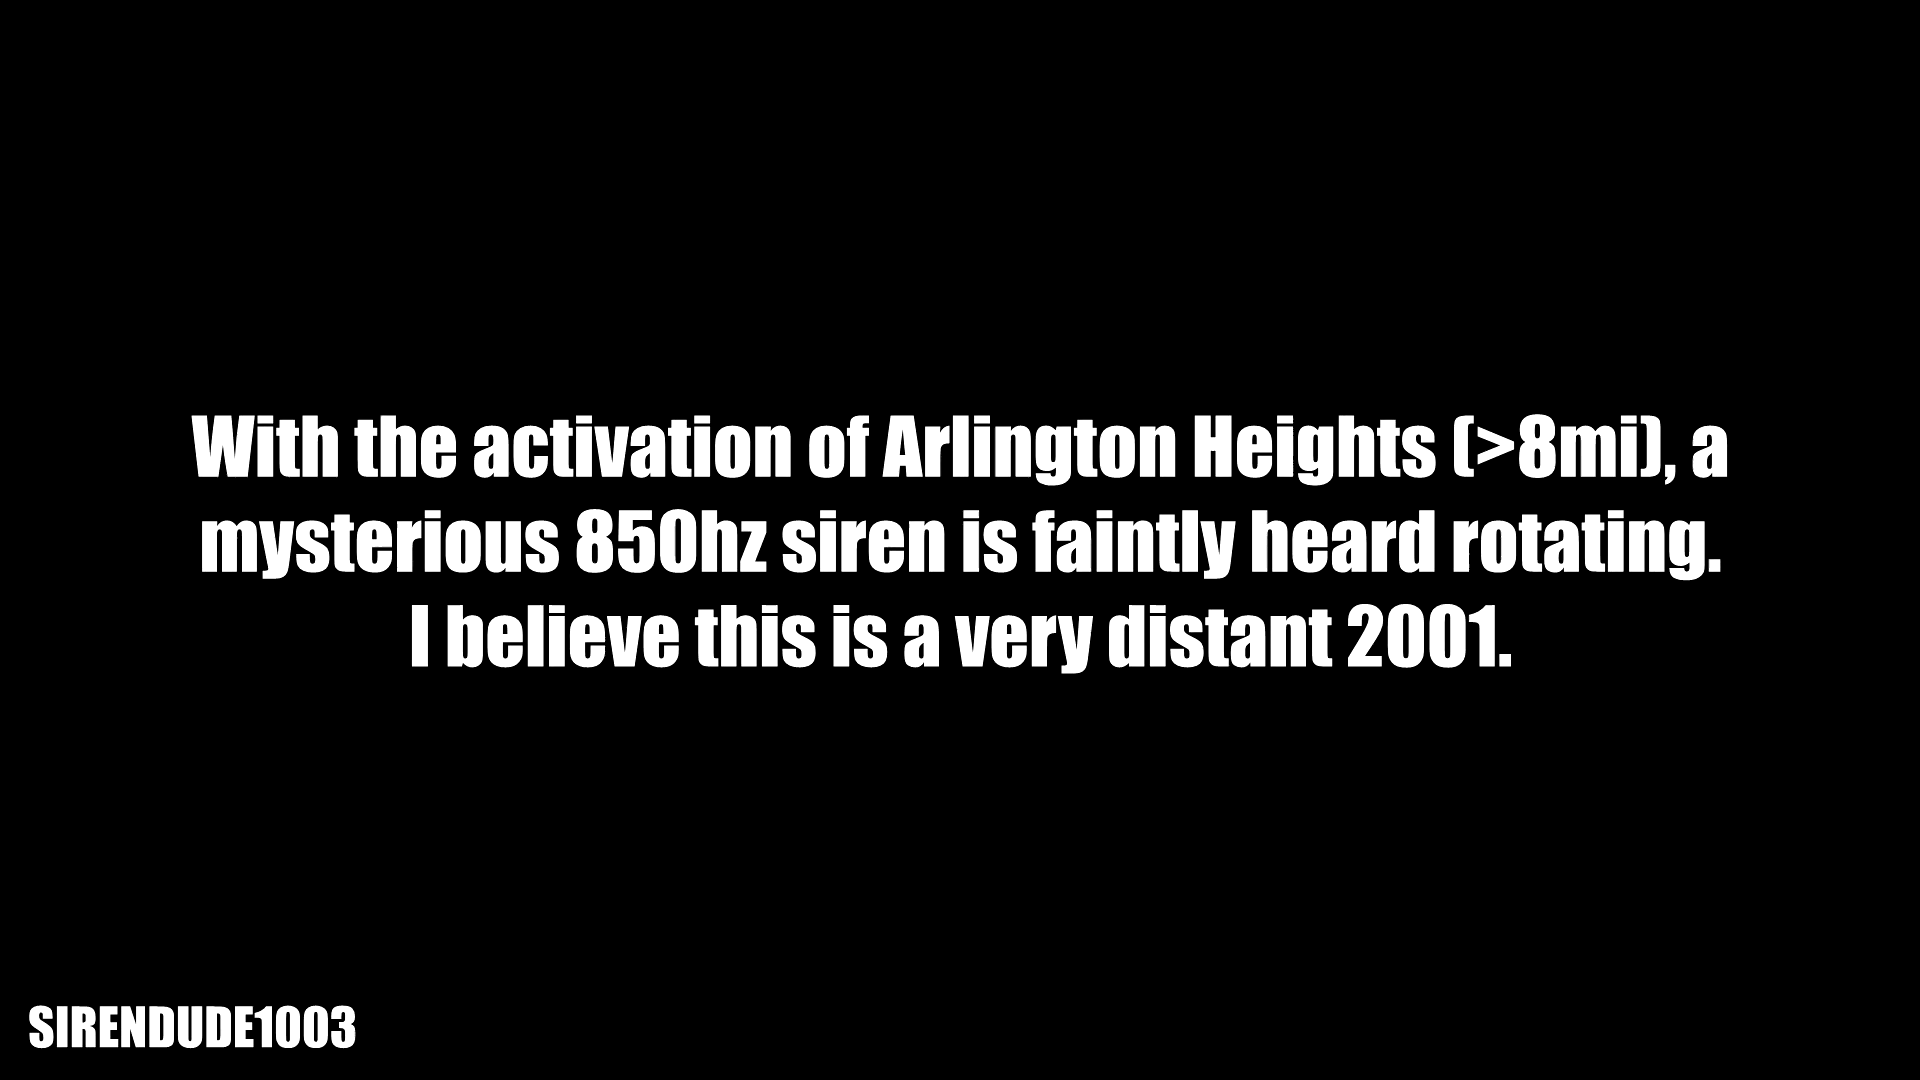 With the activation of Arlington Heights (>8mi), a
mysterious 850hz siren is faintly heard rotating.
I believe this is a very distant 2001.
SIRENDUDE1003